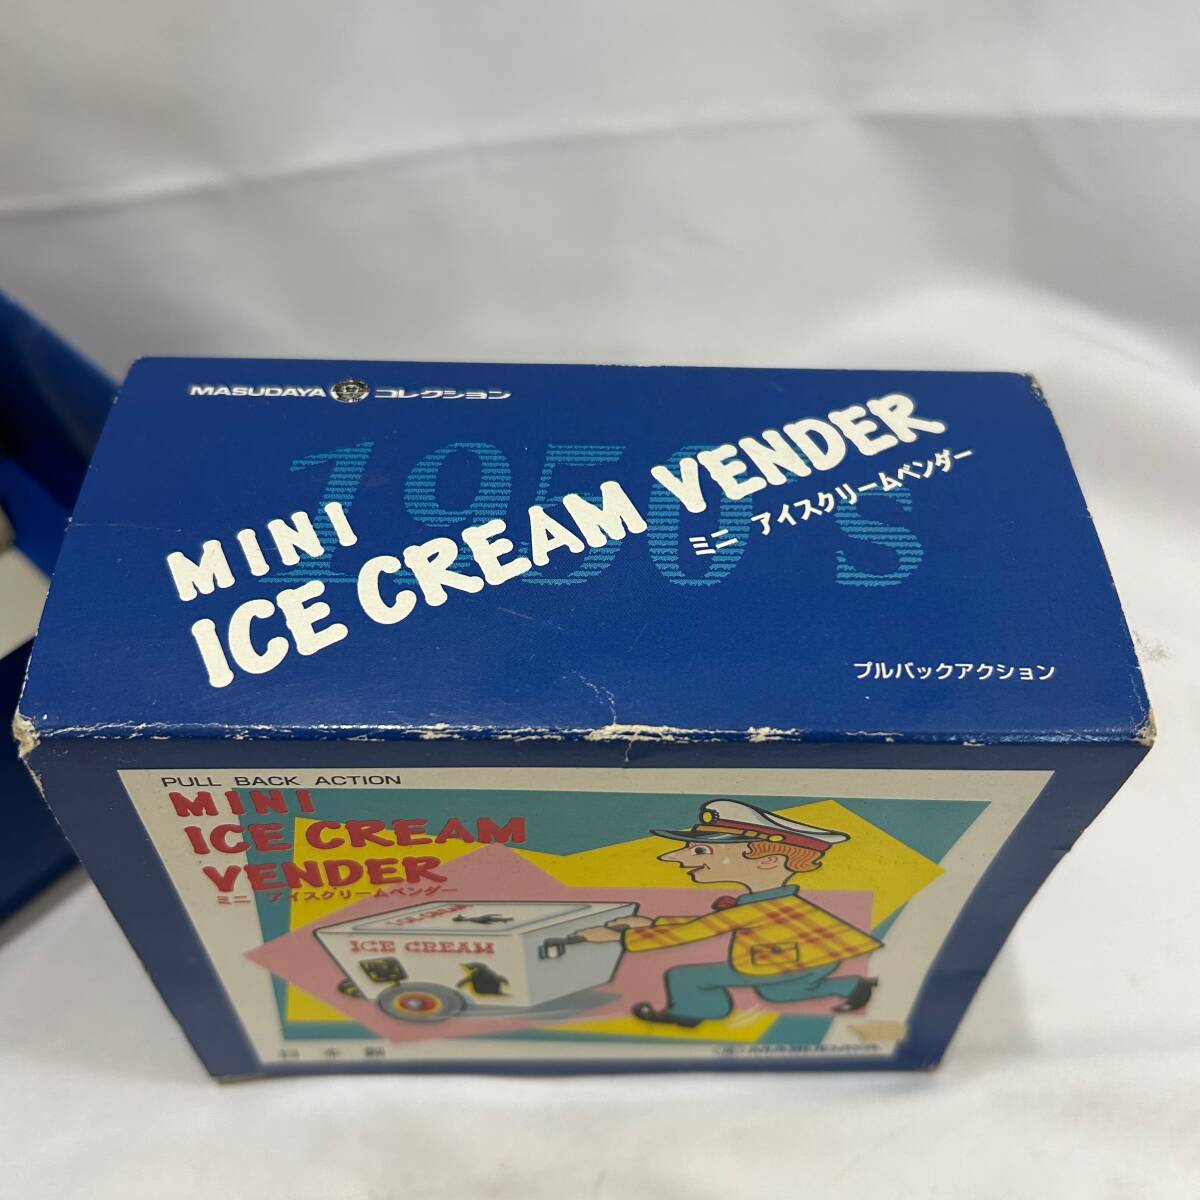 MASUDAYA コレクション
1950's
MINI
ICE CREAM VENDER
ミニ アイスクリームベンダー
プルバックアクション
PULL BACK ACTION
MINI
ICE CREAM
VENDER
ミニ アイスクリームベンダー
ICE CREAM
ICE CREAM
日本製
MASUDAYA